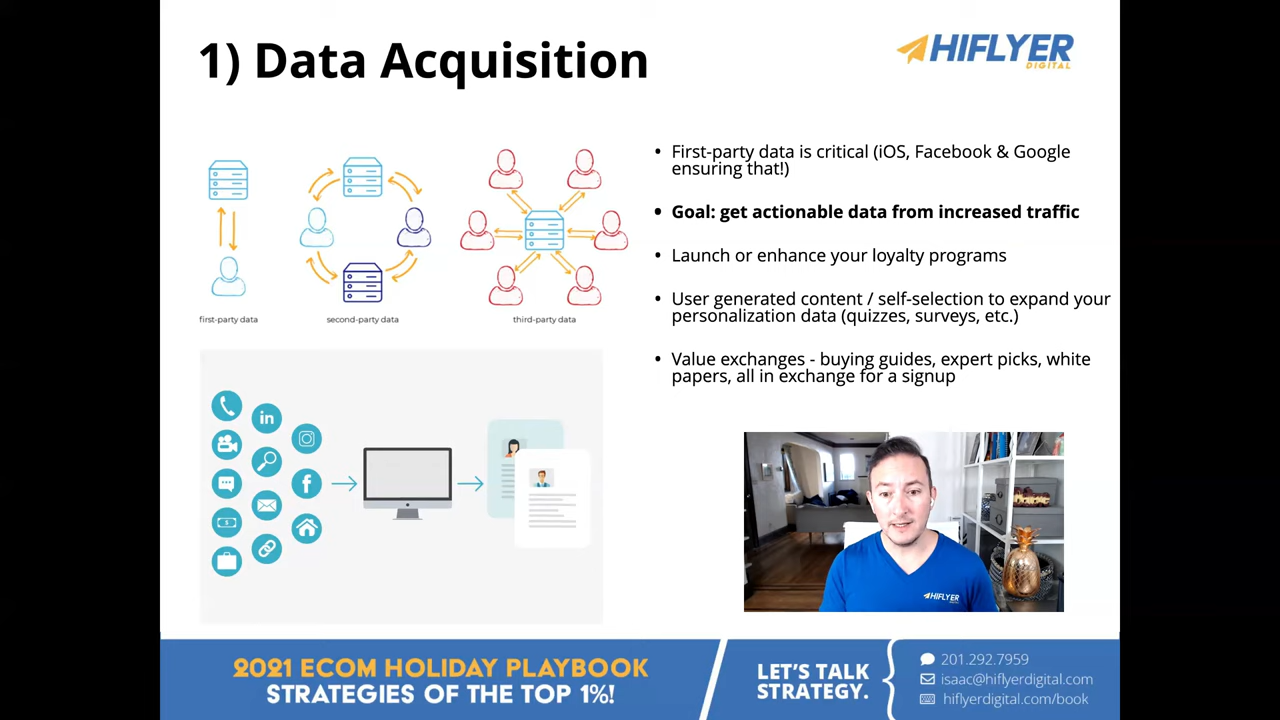 1) Data Acquisition
HIFLYER
DIGITAL
first-party data
second-party data
third-party data
• First-party data is critical (iOS, Facebook & Google
ensuring that!)
• Goal: get actionable data from increased traffic
• Launch or enhance your loyalty programs
• User generated content / self-selection to expand your
personalization data (quizzes, surveys, etc.)
• Value exchanges - buying guides, expert picks, white
papers, all in exchange for a signup
in
f
HIFLYER
2021 ECOM HOLIDAY PLAYBOOK
STRATEGIES OF THE TOP 1%!
LET'S TALK
STRATEGY.
201.292.7959
isaac@hiflyerdigital.com
hiflyerdigital.com/book